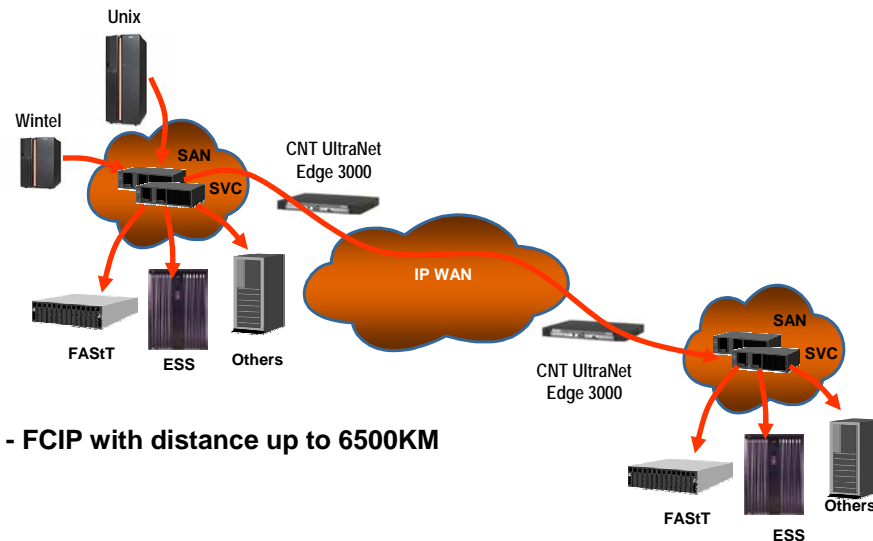 Unix
Wintel
SAN
SVC
CNT UltraNet
Edge 3000
IP WAN
FAStT
ESS
Others
SAN
SVC
CNT UltraNet
Edge 3000
- FCIP with distance up to 6500KM
FAStT
ESS
Others